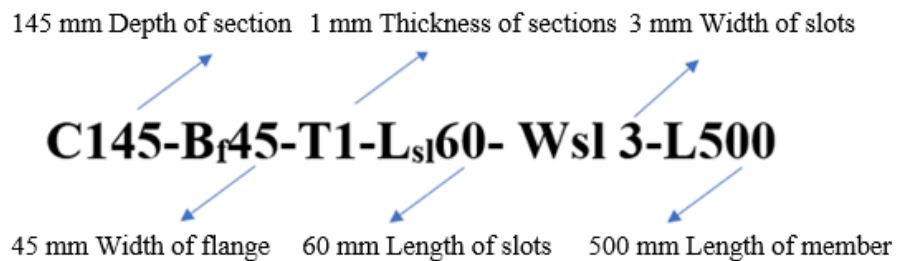 145 mm Depth of section 1 mm Thickness of sections 3 mm Width of slots
C145-Bf45-T1-Lsl60- Wsl 3-L500
45 mm Width of flange 60 mm Length of slots 500 mm Length of member